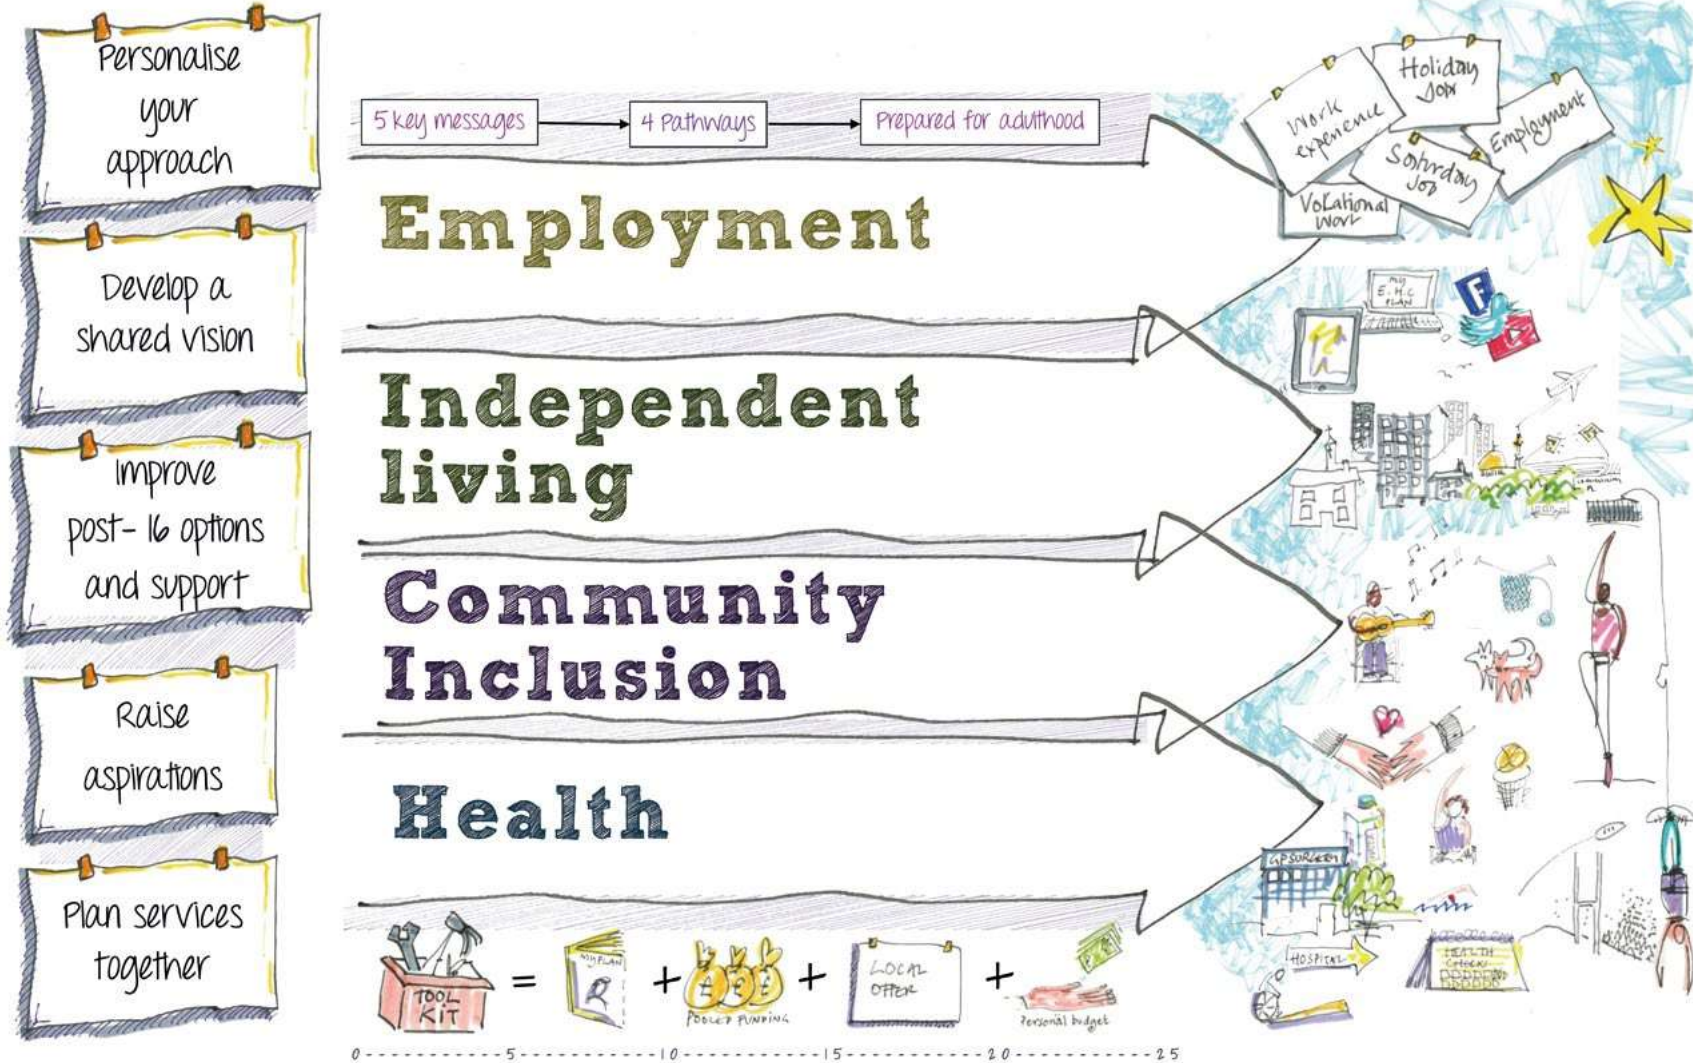 Personalise
your
approach
Develop a
shared vision
Improve
post-16 options
and support
Raise
aspirations
Plan services
together
5 key messages
4 Pathways
Prepared for adulthood
Employment
Independent
living
Community
Inclusion
Health
Work
experience
Holiday
Job
Employment
Saturday
Job
Vocational
Work
MY
E.H.C
PLAN
F
GP SURGERY
HOSPITAL
HEALTH
CHECK
TOOL
KIT
=
MY PLAN
+
£ £ £
POOLED FUNDING
+
LOCAL
OFFER
+
Personal budget
0 - - - - - - - - - - - 5 - - - - - - - - - - - 10 - - - - - - - - - - - 15 - - - - - - - - - - - 20 - - - - - - - - - - - 25